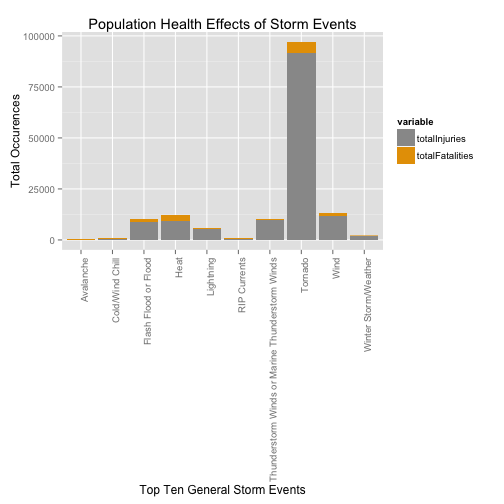 Population Health Effects of Storm Events
Total Occurences
100000
75000
50000
25000
0
variable
totalInjuries
totalFatalities
Avalanche
Cold/Wind Chill
Flash Flood or Flood
Heat
Lightning
RIP Currents
Thunderstorm Winds or Marine Thunderstorm Winds
Tornado
Wind
Winter Storm/Weather
Top Ten General Storm Events